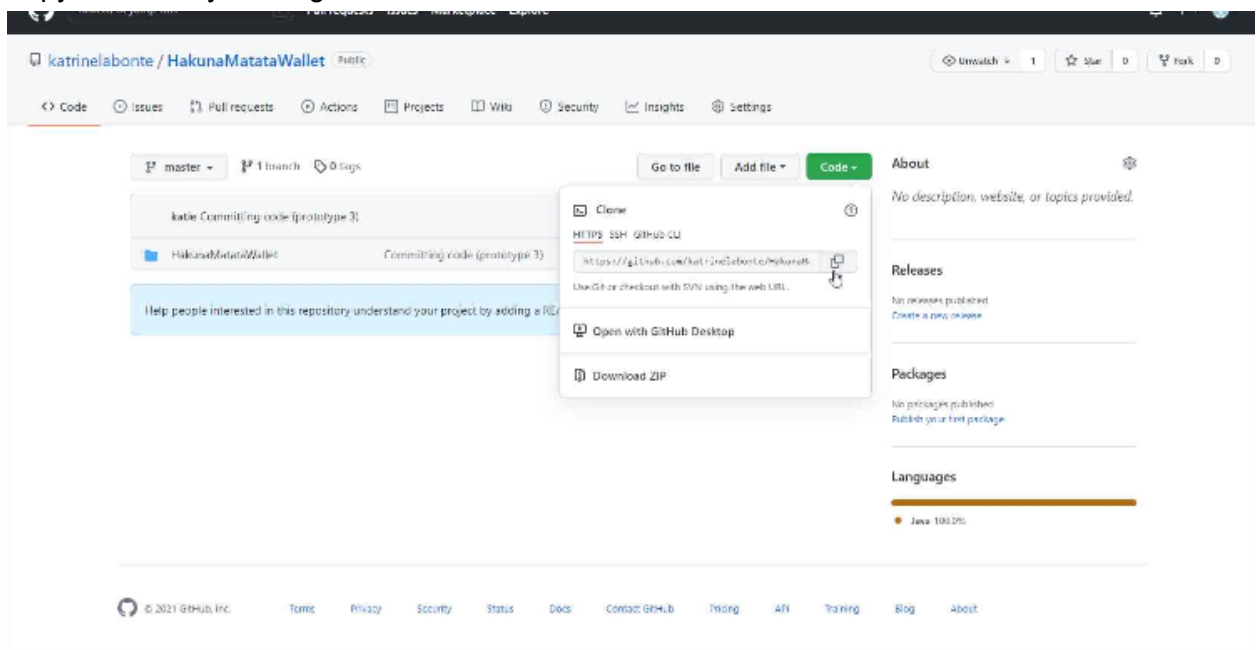 katrinelabonte / HakunaMatataWallet Public
Unwatch 1 Star 0 Fork 0
Code Issues Pull requests Actions Projects Wiki Security Insights Settings
master 1 branch 0 tags
Go to file Add file Code
katie Committing code (prototype 3)
HakunaMatataWallet Committing code (prototype 3)
Help people interested in this repository understand your project by adding a
Clone
HTTPS SSH GitHub CLI
https://github.com/katrinelabonte/HakunaM
Use Git or checkout with SVN using the web URL.
Open with GitHub Desktop
Download ZIP
About
No description, website, or topics provided.
Releases
No releases published
Create a new release
Packages
No packages published
Publish your first package
Languages
Java 100.0%
© 2021 GitHub, Inc. Terms Privacy Security Status Docs Contact GitHub Pricing API Training Blog About